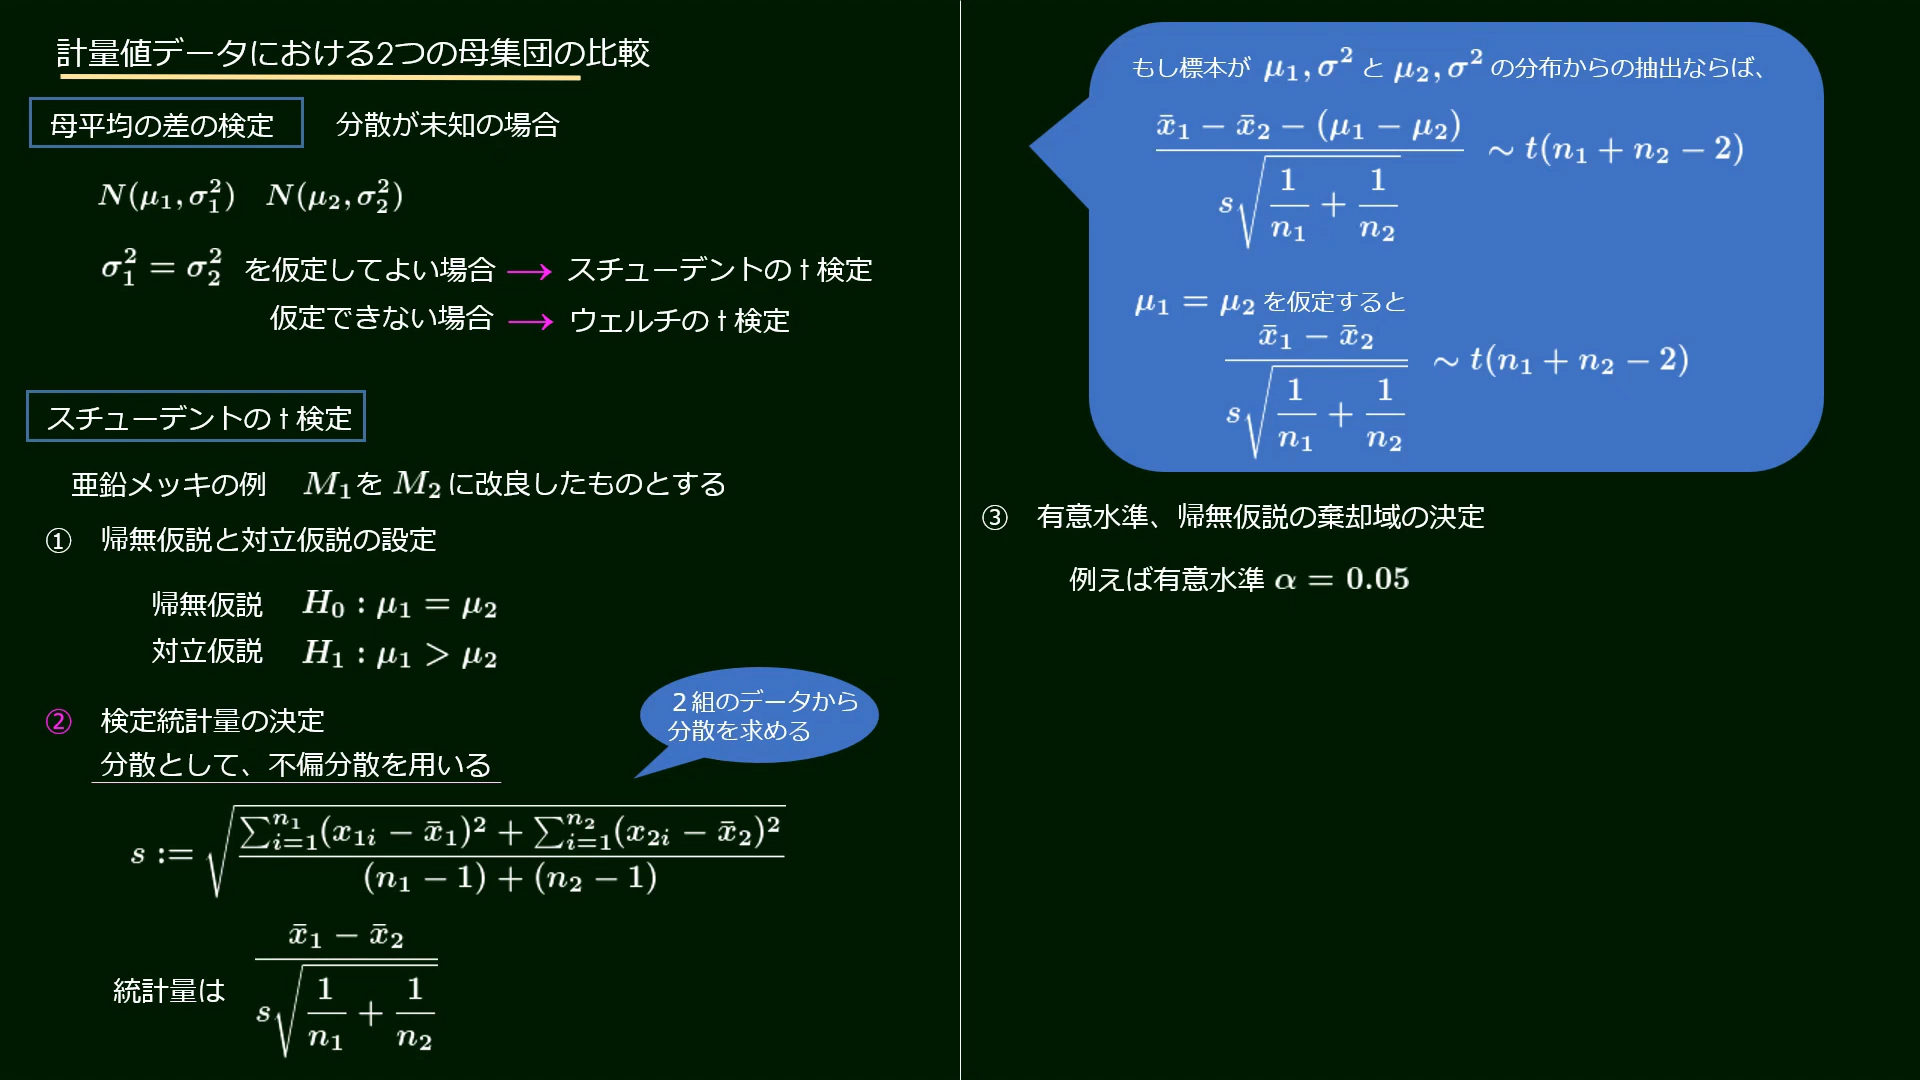 計量値データにおける2つの母集団の比較
母平均の差の検定 分散が未知の場合
N(μ₁, σ₁²) N(μ₂, σ₂²)
σ₁² = σ₂² を仮定してよい場合 → スチューデントのt検定
仮定できない場合 → ウェルチのt検定
スチューデントのt検定
亜鉛メッキの例 M₁を M₂ に改良したものとする
① 帰無仮説と対立仮説の設定
帰無仮説 H₀ : μ₁ = μ₂
対立仮説 H₁ : μ₁ > μ₂
② 検定統計量の決定
分散として、不偏分散を用いる
2組のデータから
分散を求める
s := √((∑ᵢ₌₁ⁿ¹(x₁ᵢ − x̄₁)² + ∑ᵢ₌₁ⁿ²(x₂ᵢ − x̄₂)²) / ((n₁ − 1) + (n₂ − 1)))
統計量は (x̄₁ − x̄₂) / (s√(1/n₁ + 1/n₂))
もし標本が μ₁, σ² と μ₂, σ² の分布からの抽出ならば、
(x̄₁ − x̄₂ − (μ₁ − μ₂)) / (s√(1/n₁ + 1/n₂)) ∼ t(n₁ + n₂ − 2)
μ₁ = μ₂ を仮定すると
(x̄₁ − x̄₂) / (s√(1/n₁ + 1/n₂)) ∼ t(n₁ + n₂ − 2)
③ 有意水準、帰無仮説の棄却域の決定
例えば有意水準 α = 0.05